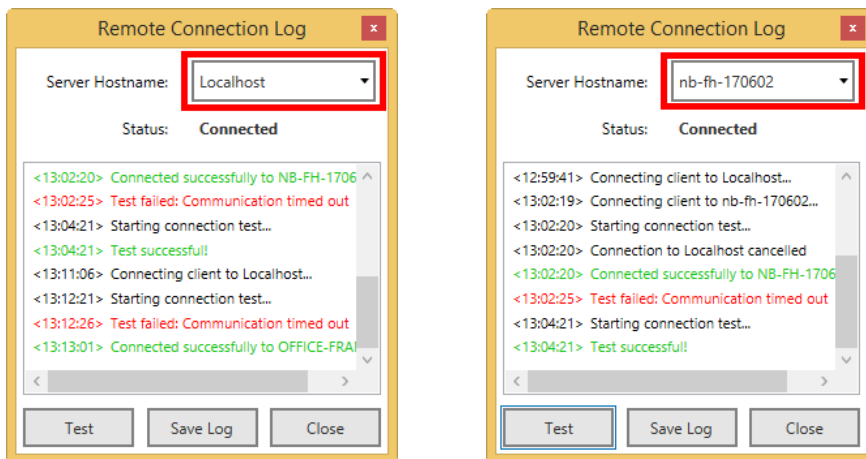 Remote Connection Log
x
Server Hostname: Localhost
Status: Connected
<13:02:20> Connected successfully to NB-FH-1706
<13:02:25> Test failed: Communication timed out
<13:04:21> Starting connection test...
<13:04:21> Test successful!
<13:11:06> Connecting client to Localhost...
<13:12:21> Starting connection test...
<13:12:26> Test failed: Communication timed out
<13:13:01> Connected successfully to OFFICE-FRA
Test Save Log Close
Remote Connection Log
x
Server Hostname: nb-fh-170602
Status: Connected
<12:59:41> Connecting client to Localhost...
<13:02:19> Connecting client to nb-fh-170602...
<13:02:20> Starting connection test...
<13:02:20> Connection to Localhost cancelled
<13:02:20> Connected successfully to NB-FH-1706
<13:02:25> Test failed: Communication timed out
<13:04:21> Starting connection test...
<13:04:21> Test successful!
Test Save Log Close